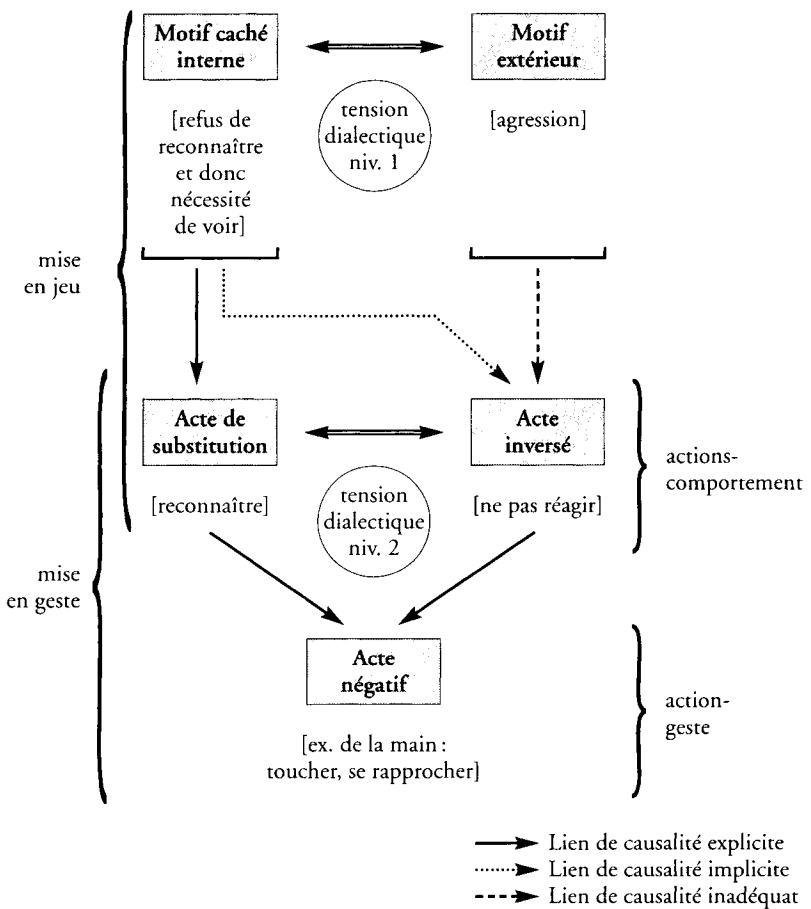 Motif caché
interne
Motif
extérieur
tension
dialectique
niv. 1
[refus de
reconnaître
et donc
nécessité
de voir]
[agression]
mise
en jeu
Acte de
substitution
Acte
inversé
actions-
comportement
[reconnaître]
tension
dialectique
niv. 2
[ne pas réagir]
mise
en geste
Acte
négatif
action-
geste
[ex. de la main :
toucher, se rapprocher]
Lien de causalité explicite
Lien de causalité implicite
Lien de causalité inadéquat